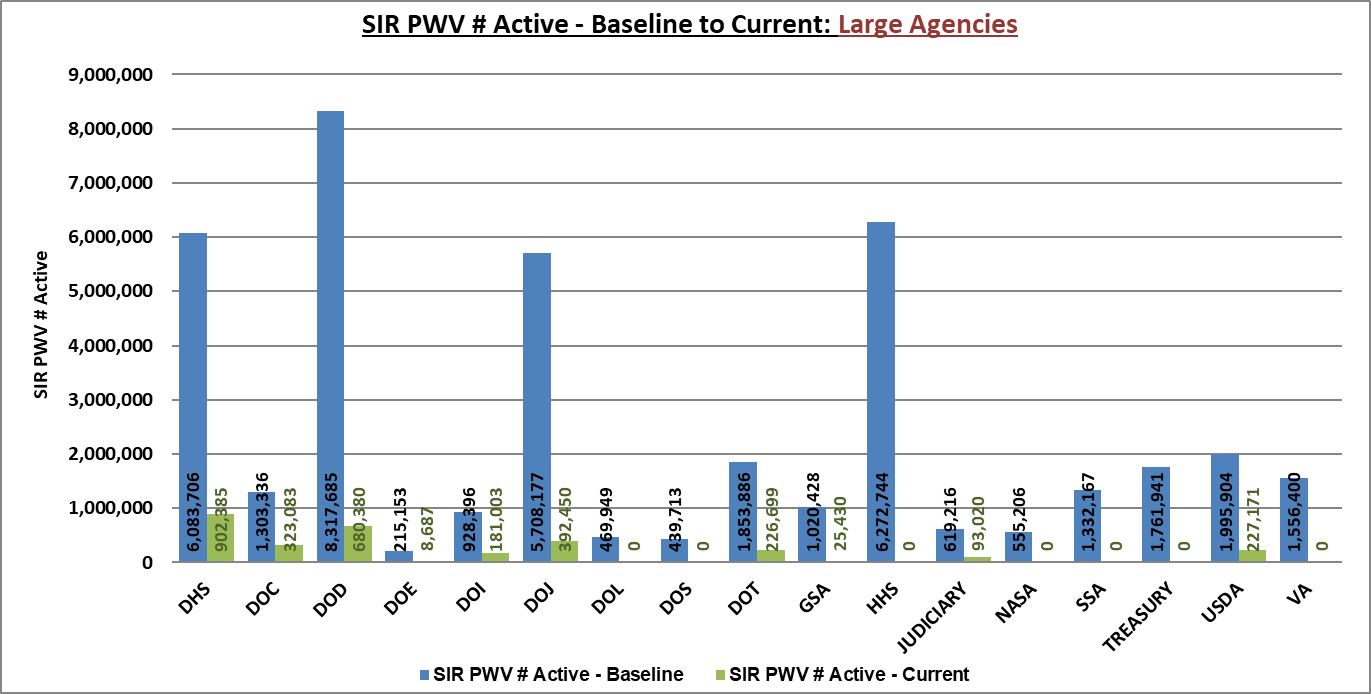 SIR PWV # Active - Baseline to Current: Large Agencies
SIR PWV # Active
9,000,000
8,000,000
7,000,000
6,000,000
5,000,000
4,000,000
3,000,000
2,000,000
1,000,000
0
6,083,706
902,385
1,303,336
323,083
8,317,685
680,380
215,153
8,687
928,396
181,003
5,708,177
392,450
469,949
0
439,713
0
1,853,886
226,699
1,020,428
25,430
6,272,744
0
619,216
93,020
555,206
0
1,332,167
0
1,761,941
0
1,995,904
227,171
1,556,400
0
DHS
DOC
DOD
DOE
DOI
DOJ
DOL
DOS
DOT
GSA
HHS
JUDICIARY
NASA
SSA
TREASURY
USDA
VA
SIR PWV # Active - Baseline
SIR PWV # Active - Current